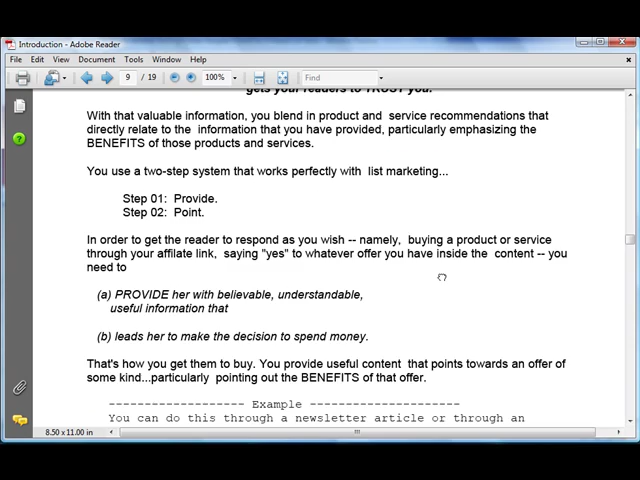 Introduction - Adobe Reader
File Edit View Document Tools Window Help
9 / 19 100% Find
gets your readers to TRUST you.
With that valuable information, you blend in product and service recommendations that
directly relate to the information that you have provided, particularly emphasizing the
BENEFITS of those products and services.
You use a two-step system that works perfectly with list marketing...
Step 01: Provide.
Step 02: Point.
In order to get the reader to respond as you wish -- namely, buying a product or service
through your affilate link, saying "yes" to whatever offer you have inside the content -- you
need to
(a) PROVIDE her with believable, understandable,
useful information that
(b) leads her to make the decision to spend money.
That's how you get them to buy. You provide useful content that points towards an offer of
some kind...particularly pointing out the BENEFITS of that offer.
------------------- Example ---------------------
You can do this through a newsletter article or through an
8.50 x 11.00 in